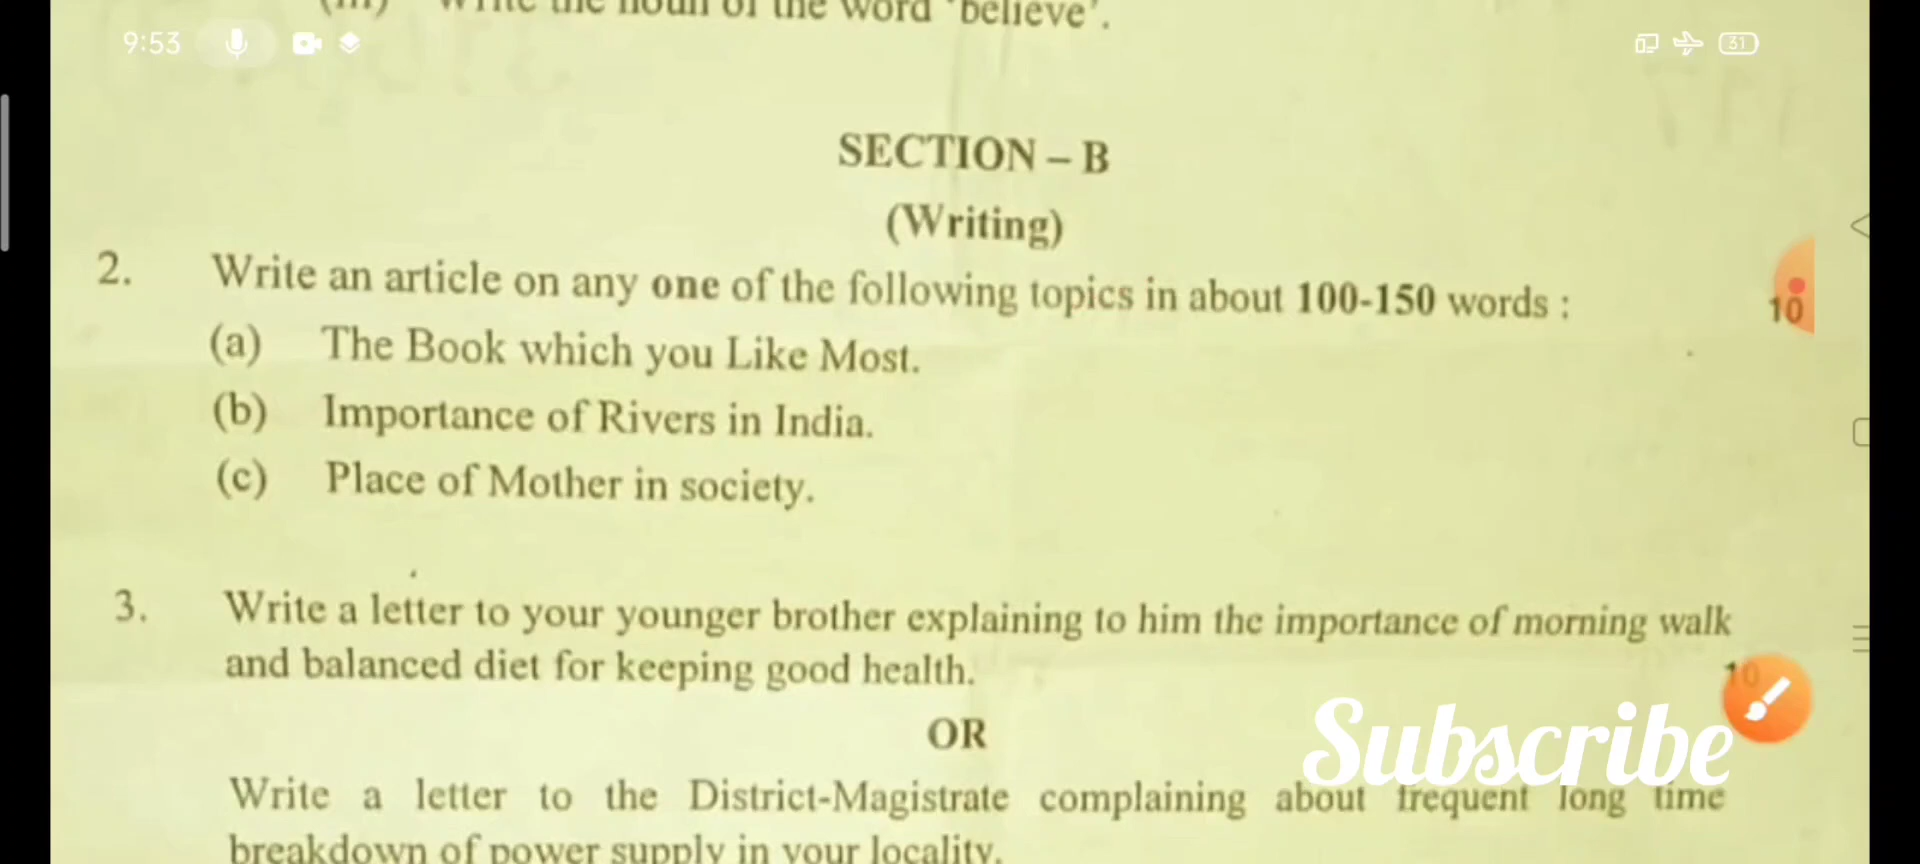 (iii) Write the noun of the word 'believe'.
9:53
31
SECTION – B
(Writing)
2. Write an article on any one of the following topics in about 100-150 words : 10
(a) The Book which you Like Most.
(b) Importance of Rivers in India.
(c) Place of Mother in society.
3. Write a letter to your younger brother explaining to him the importance of morning walk
and balanced diet for keeping good health. 10
OR
Subscribe
Write a letter to the District-Magistrate complaining about frequent long time
breakdown of power supply in your locality.